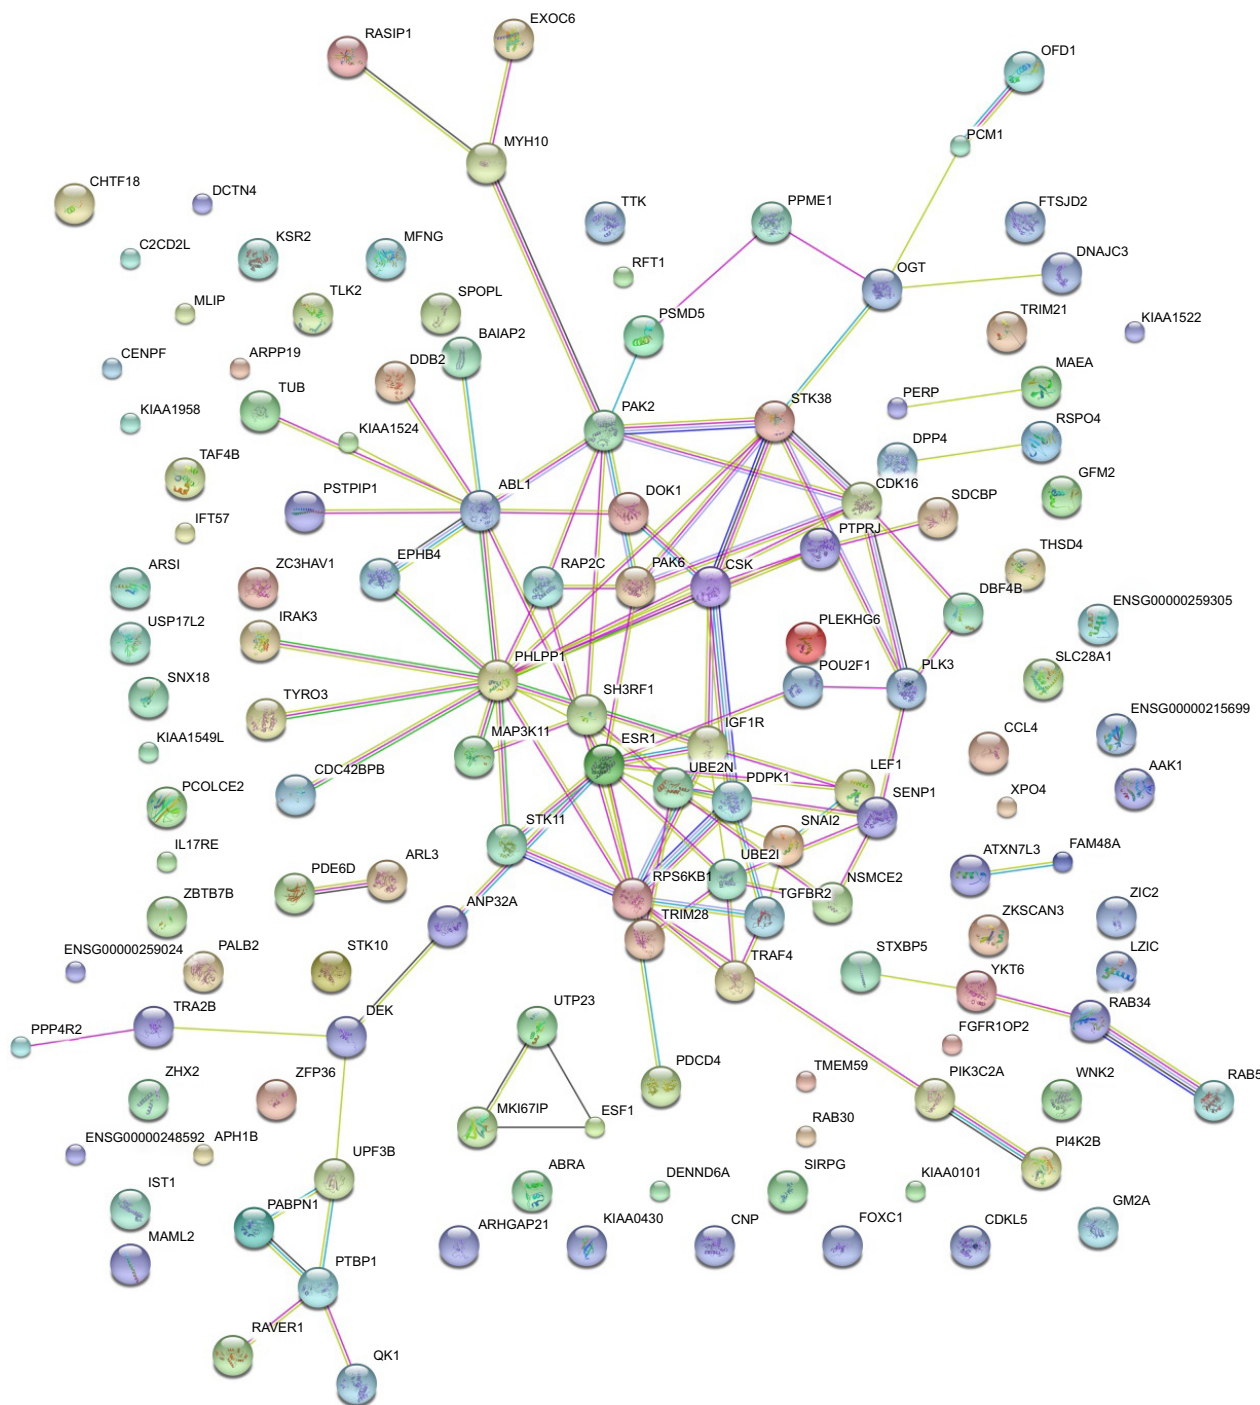 EXOC6
RASIP1
OFD1
PCM1
MYH10
CHTF18
DCTN4
TTK
PPME1
FTSJD2
C2CD2L
KSR2
MFNG
RFT1
OGT
DNAJC3
MLIP
TLK2
SPOPL
PSMD5
TRIM21
KIAA1522
CENPF
ARPP19
DDB2
BAIAP2
MAEA
TUB
PERP
KIAA1958
KIAA1524
PAK2
STK38
RSPO4
DPP4
TAF4B
CDK16
GFM2
PSTPIP1
ABL1
DOK1
SDCBP
IFT57
PTPRJ
EPHB4
RAP2C
PAK6
CSK
THSD4
ARSI
ZC3HAV1
DBF4B
ENSG00000259305
USP17L2
IRAK3
PLEKHG6
PHLPP1
POU2F1
PLK3
SLC28A1
SNX18
TYRO3
SH3RF1
ENSG00000215699
KIAA1549L
MAP3K11
ESR1
IGF1R
CCL4
CDC42BPB
UBE2N
PDPK1
LEF1
AAK1
PCOLCE2
SENP1
XPO4
STK11
SNAI2
IL17RE
PDE6D
ARL3
UBE2I
ATXN7L3
FAM48A
RPS6KB1
NSMCE2
ZBTB7B
ANP32A
TGFBR2
ZIC2
TRIM28
ZKSCAN3
ENSG00000259024
PALB2
STK10
TRAF4
STXBP5
LZIC
YKT6
TRA2B
DEK
UTP23
RAB34
PPP4R2
FGFR1OP2
PDCD4
TMEM59
PIK3C2A
WNK2
RAB5
ZHX2
ZFP36
MKI67IP
ESF1
RAB30
ENSG00000248592
APH1B
UPF3B
PI4K2B
ABRA
DENND6A
SIRPG
KIAA0101
IST1
PABPN1
GM2A
ARHGAP21
KIAA0430
CNP
FOXC1
CDKL5
MAML2
PTBP1
RAVER1
QK1